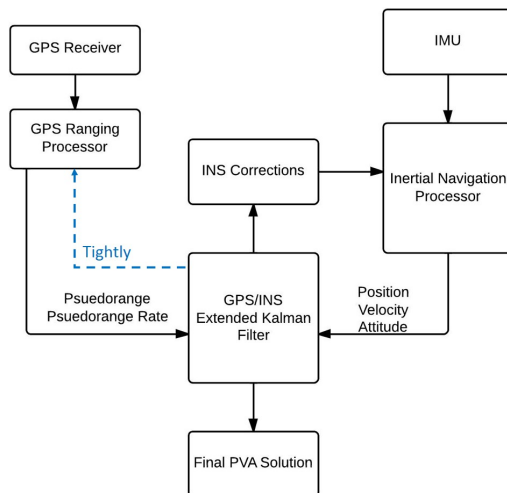 GPS Receiver
IMU
GPS Ranging
Processor
INS Corrections
Inertial Navigation
Processor
Tightly
Psuedorange
Psuedorange Rate
GPS/INS
Extended Kalman
Filter
Position
Velocity
Attitude
Final PVA Solution